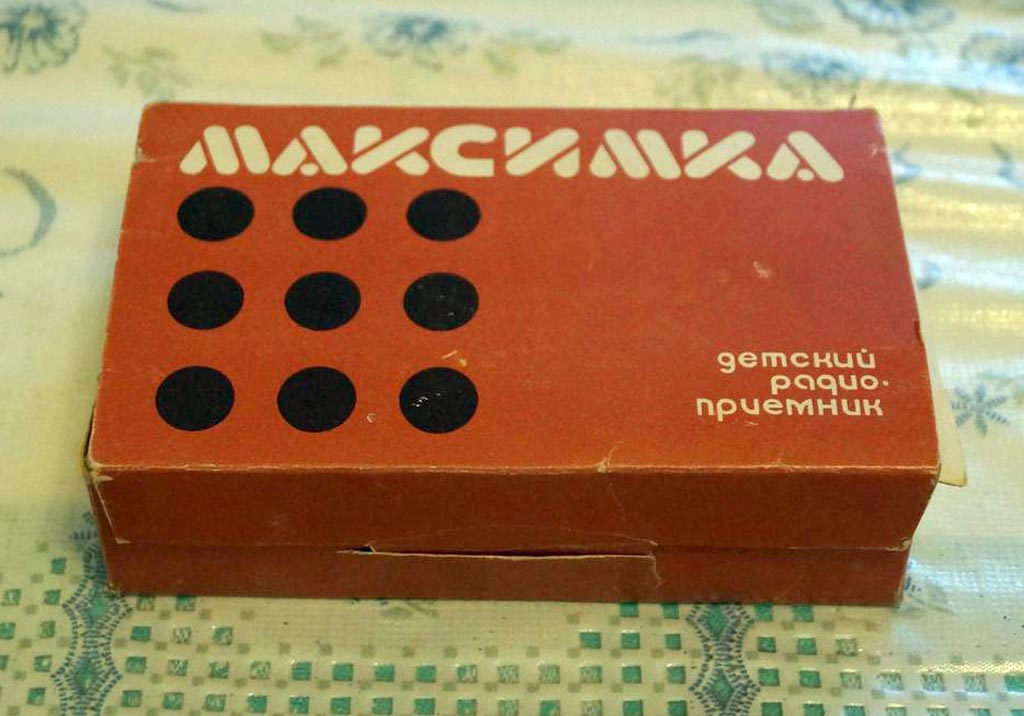 МАКСИМКА
детский
радио-
приемник